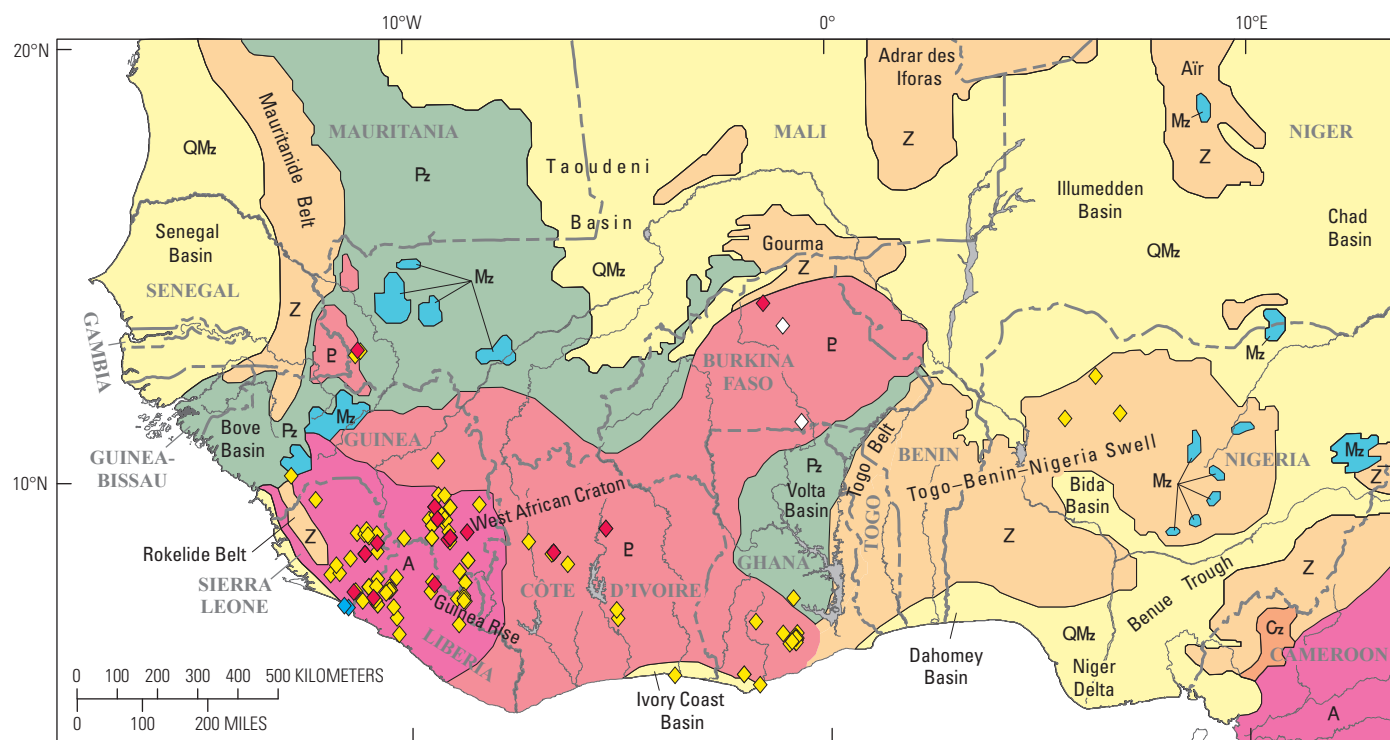 10°W
0°
10°E
20°N
Adrar des
Iforas
Aïr
Mz
Mauritanide Belt
MAURITANIA
MALI
NIGER
QMz
Pz
Z
Z
Taoudeni
Basin
Illumedden
Basin
Chad
Basin
Senegal
Basin
Gourma
QMz
QMz
Z
Mz
SENEGAL
Z
GAMBIA
P
P
BURKINA
FASO
Mz
Mz
Bove
Basin
Pz
GUINEA
GUINEA-
BISSAU
Togo Belt
BENIN
Togo–Benin–Nigeria Swell
NIGERIA
Mz
Pz
Volta
Basin
Mz
Bida
Basin
Z
10°N
West African Craton
Rokelide Belt
Z
P
TOGO
Z
GHANA
A
SIERRA
LEONE
CÔTE
D'IVOIRE
Z
Guinea Rise
Benue Trough
LIBERIA
QMz
Cz
CAMEROON
Niger
Delta
Dahomey
Basin
Ivory Coast
Basin
A
0 100 200 300 400 500 KILOMETERS
0 100 200 MILES